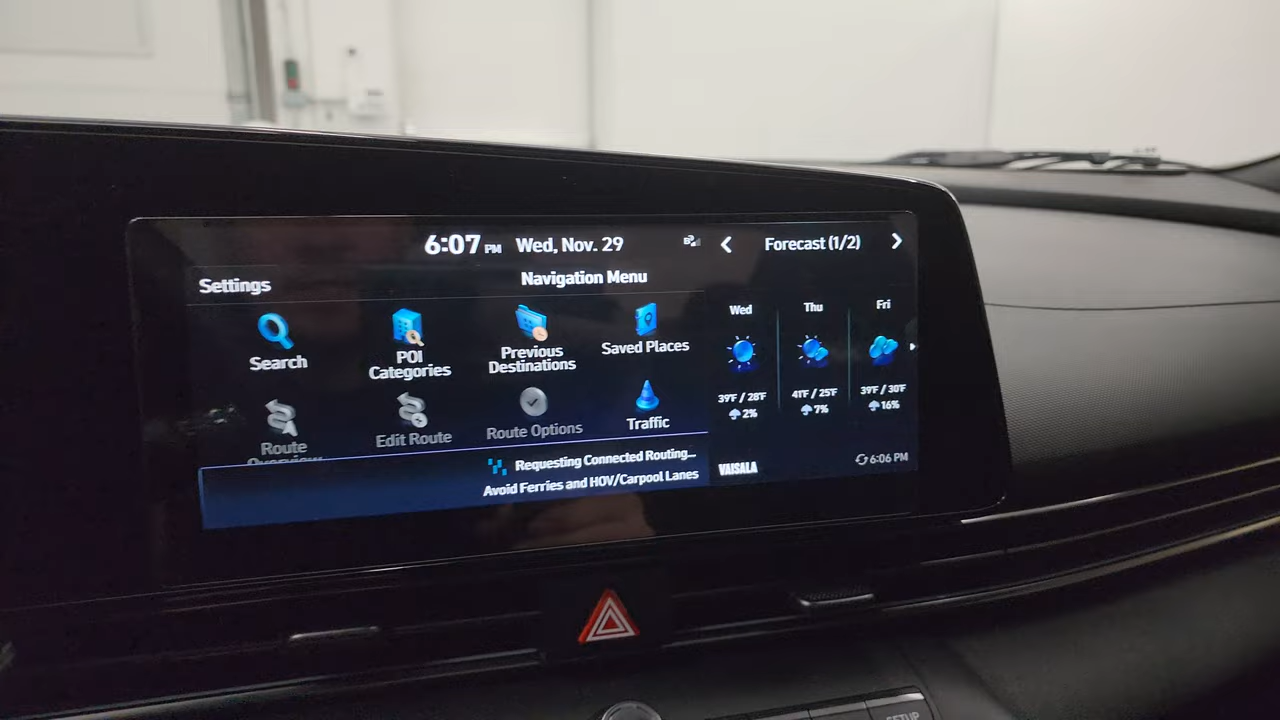 6:07 PM Wed, Nov. 29
Forecast (1/2)
Settings
Navigation Menu
Search
POI
Categories
Previous
Destinations
Saved Places
Route
Edit Route
Route Options
Traffic
Requesting Connected Routing...
Avoid Ferries and HOV/Carpool Lanes
Wed
Thu
Fri
39°F / 28°F
41°F / 25°F
39°F / 30°F
2%
7%
16%
VAISALA
6:06 PM
SETUP